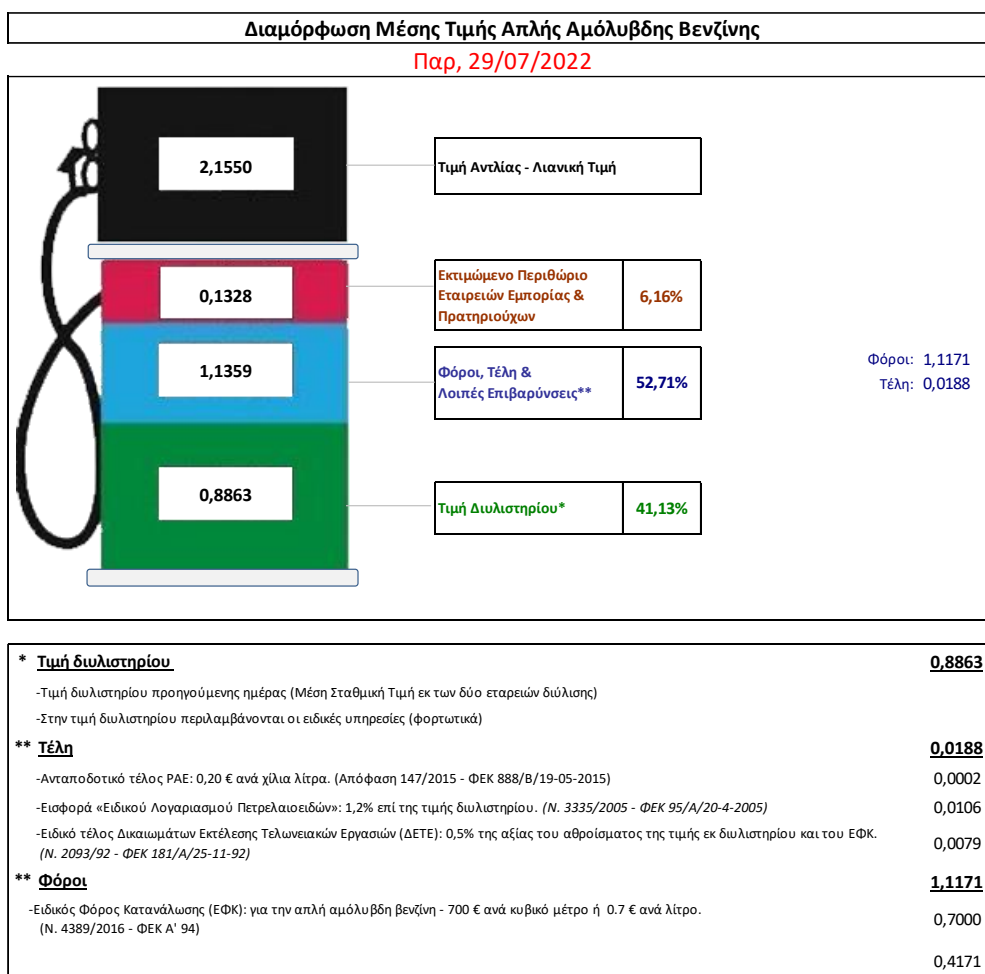 Διαμόρφωση Μέσης Τιμής Απλής Αμόλυβδης Βενζίνης
Παρ, 29/07/2022
2,1550
Τιμή Αντλίας - Λιανική Τιμή
0,1328
Εκτιμώμενο Περιθώριο
Εταιρειών Εμπορίας &
Πρατηριούχων
6,16%
1,1359
Φόροι, Τέλη &
Λοιπές Επιβαρύνσεις**
52,71%
Φόροι: 1,1171
Τέλη: 0,0188
0,8863
Τιμή Διυλιστηρίου*
41,13%
* Τιμή διυλιστηρίου 0,8863
-Τιμή διυλιστηρίου προηγούμενης ημέρας (Μέση Σταθμική Τιμή εκ των δύο εταρειών διύλισης)
-Στην τιμή διυλιστηρίου περιλαμβάνονται οι ειδικές υπηρεσίες (φορτωτικά)
** Τέλη 0,0188
-Ανταποδοτικό τέλος ΡΑΕ: 0,20 € ανά χίλια λίτρα. (Απόφαση 147/2015 - ΦΕΚ 888/Β/19-05-2015) 0,0002
-Εισφορά «Ειδικού Λογαριασμού Πετρελαιοειδών»: 1,2% επί της τιμής διυλιστηρίου. (Ν. 3335/2005 - ΦΕΚ 95/Α/20-4-2005) 0,0106
-Ειδικό τέλος Δικαιωμάτων Εκτέλεσης Τελωνειακών Εργασιών (ΔΕΤΕ): 0,5% της αξίας του αθροίσματος της τιμής εκ διυλιστηρίου και του ΕΦΚ.
(Ν. 2093/92 - ΦΕΚ 181/Α/25-11-92) 0,0079
** Φόροι 1,1171
-Ειδικός Φόρος Κατανάλωσης (ΕΦΚ): για την απλή αμόλυβδη βενζίνη - 700 € ανά κυβικό μέτρο ή 0.7 € ανά λίτρο.
(Ν. 4389/2016 - ΦΕΚ Α' 94) 0,7000
0,4171